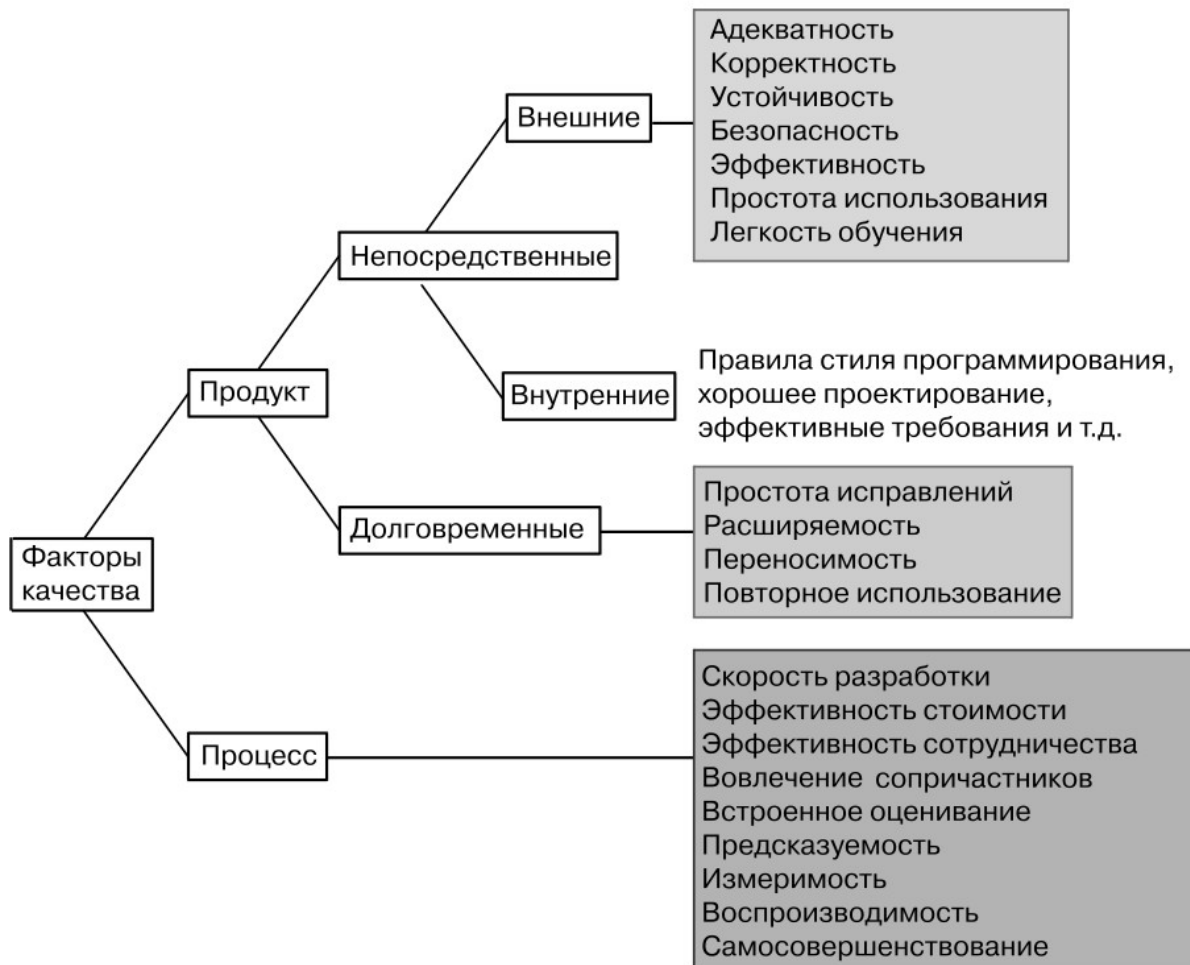 Факторы
качества
Продукт
Непосредственные
Внешние
Адекватность
Корректность
Устойчивость
Безопасность
Эффективность
Простота использования
Легкость обучения
Внутренние
Правила стиля программирования,
хорошее проектирование,
эффективные требования и т.д.
Долговременные
Простота исправлений
Расширяемость
Переносимость
Повторное использование
Процесс
Скорость разработки
Эффективность стоимости
Эффективность сотрудничества
Вовлечение сопричастников
Встроенное оценивание
Предсказуемость
Измеримость
Воспроизводимость
Самосовершенствование